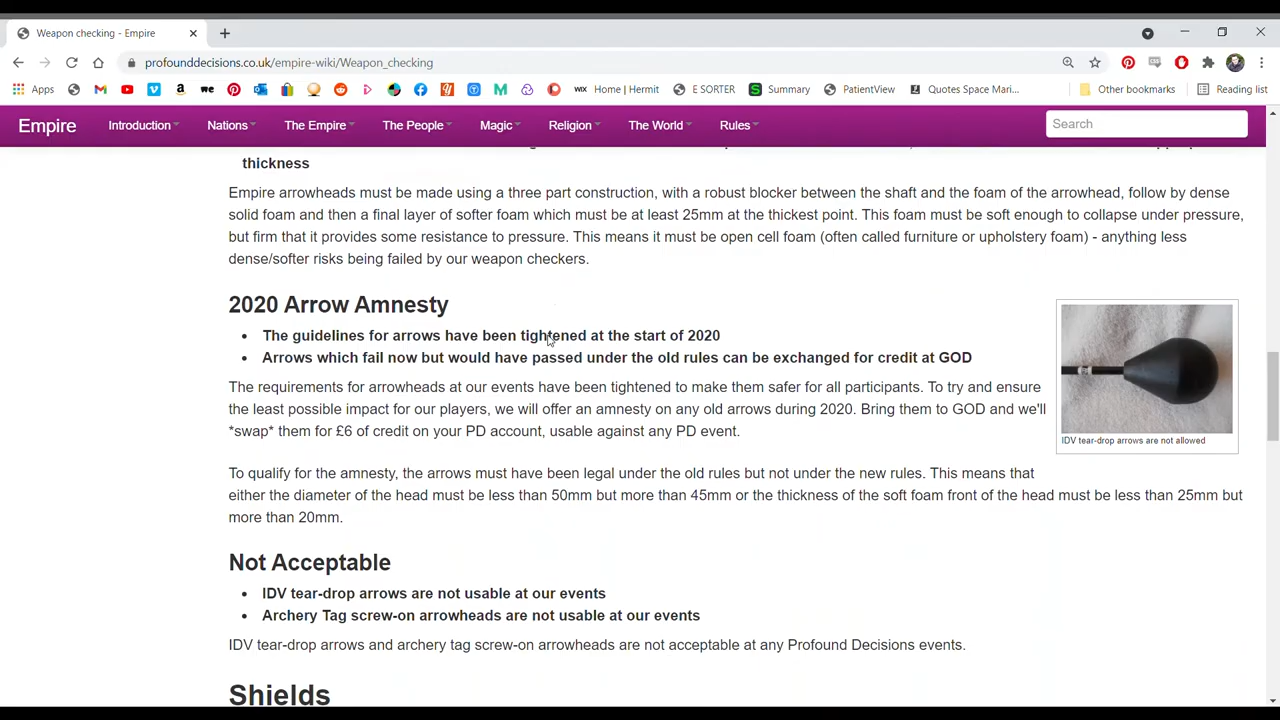 Weapon checking - Empire
profounddecisions.co.uk/empire-wiki/Weapon_checking
Apps
Home | Hermit
E SORTER
Summary
PatientView
Quotes Space Mari...
Other bookmarks
Reading list
Empire
Introduction
Nations
The Empire
The People
Magic
Religion
The World
Rules
Search
thickness
Empire arrowheads must be made using a three part construction, with a robust blocker between the shaft and the foam of the arrowhead, follow by dense
solid foam and then a final layer of softer foam which must be at least 25mm at the thickest point. This foam must be soft enough to collapse under pressure,
but firm that it provides some resistance to pressure. This means it must be open cell foam (often called furniture or upholstery foam) - anything less
dense/softer risks being failed by our weapon checkers.
2020 Arrow Amnesty
• The guidelines for arrows have been tightened at the start of 2020
• Arrows which fail now but would have passed under the old rules can be exchanged for credit at GOD
The requirements for arrowheads at our events have been tightened to make them safer for all participants. To try and ensure
the least possible impact for our players, we will offer an amnesty on any old arrows during 2020. Bring them to GOD and we'll
*swap* them for £6 of credit on your PD account, usable against any PD event.
IDV tear-drop arrows are not allowed
To qualify for the amnesty, the arrows must have been legal under the old rules but not under the new rules. This means that
either the diameter of the head must be less than 50mm but more than 45mm or the thickness of the soft foam front of the head must be less than 25mm but
more than 20mm.
Not Acceptable
• IDV tear-drop arrows are not usable at our events
• Archery Tag screw-on arrowheads are not usable at our events
IDV tear-drop arrows and archery tag screw-on arrowheads are not acceptable at any Profound Decisions events.
Shields